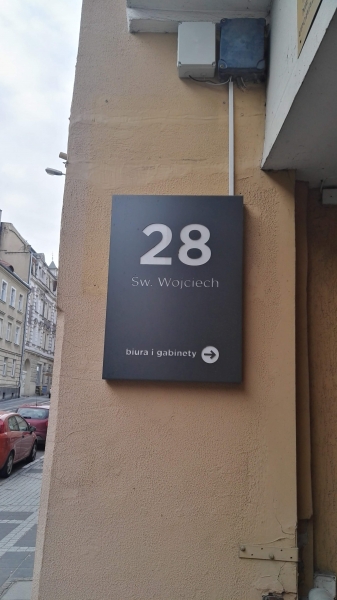 28
Św. Wojciech
biura i gabinety